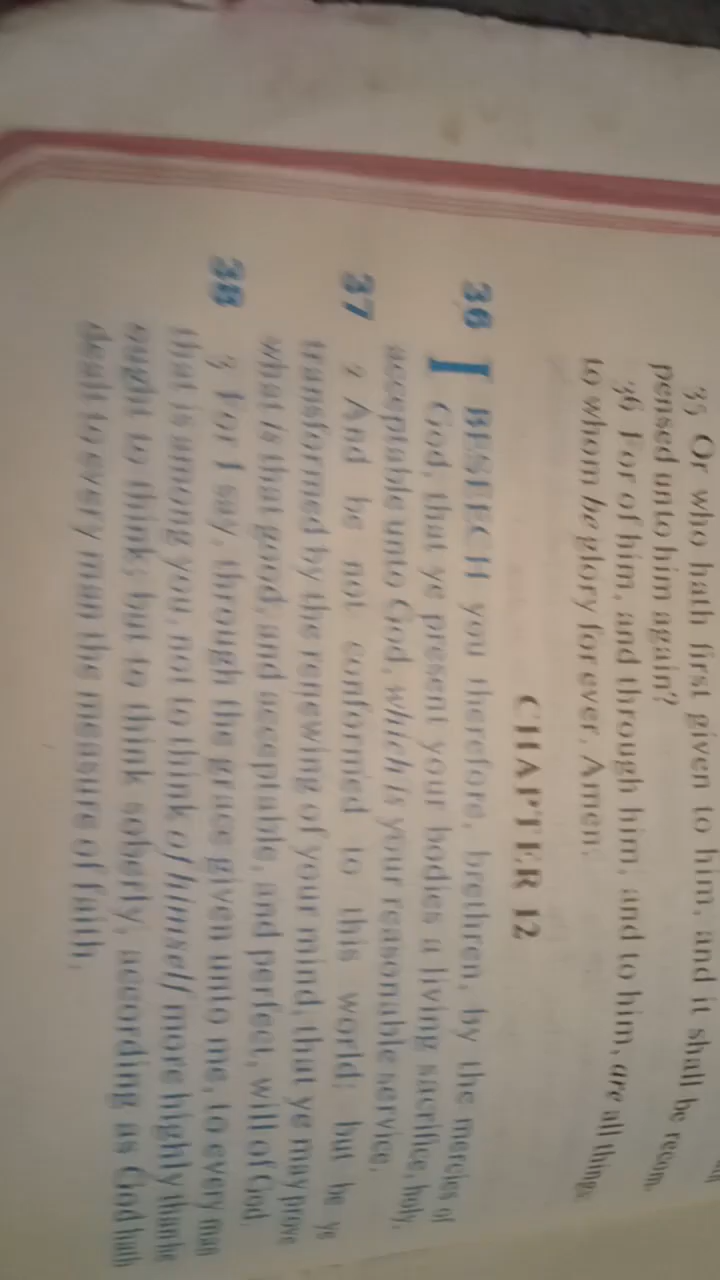 35 Or who hath first given to him, and it shall be recom-
pensed unto him again?
36 For of him, and through him, and to him, are all things:
to whom be glory for ever. Amen.
CHAPTER 12
36 I BESEECH you therefore, brethren, by the mercies of
God, that ye present your bodies a living sacrifice, holy,
acceptable unto God, which is your reasonable service.
37 2 And be not conformed to this world: but be ye
transformed by the renewing of your mind, that ye may prove
what is that good, and acceptable, and perfect, will of God.
38 3 For I say, through the grace given unto me, to every man
that is among you, not to think of himself more highly than he
ought to think; but to think soberly, according as God hath
dealt to every man the measure of faith.